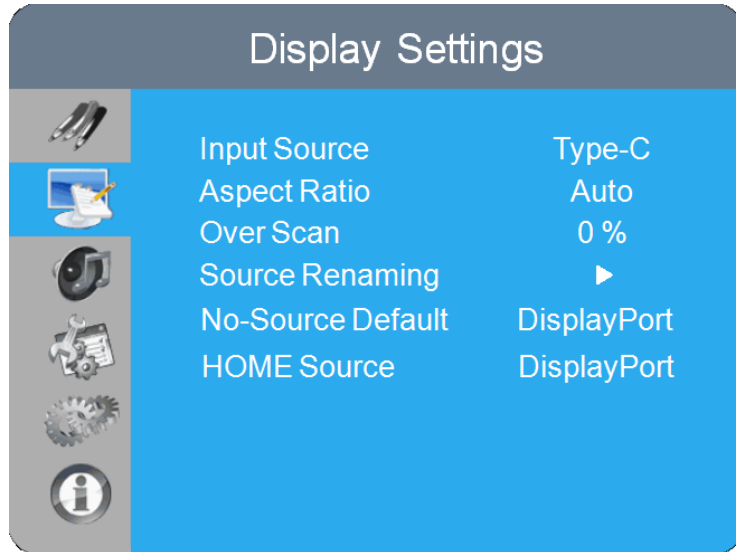 Display Settings
Input Source Type-C
Aspect Ratio Auto
Over Scan 0 %
Source Renaming
No-Source Default DisplayPort
HOME Source DisplayPort